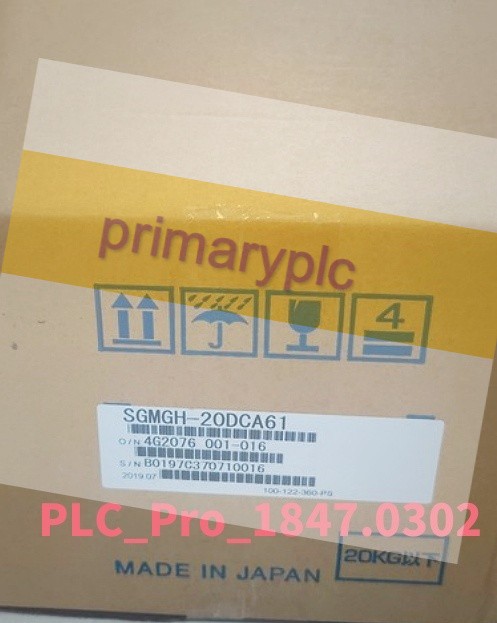 primaryplc
4
SGMGH-20DCA61
O/N 4G2076 001-016
S/N B0197C370710016
2019.07
100-122-360-PS
PLC_Pro_1847.0302
20KG以下
MADE IN JAPAN